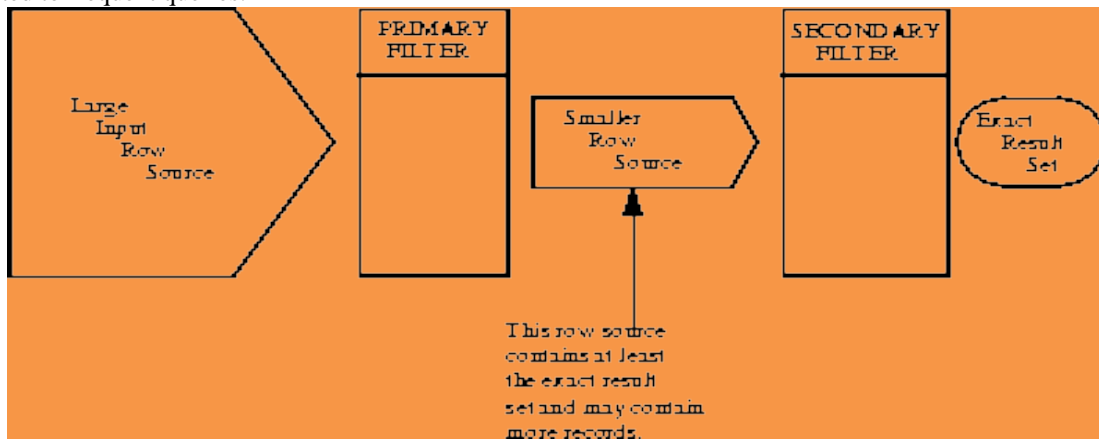 PRIMARY
FILTER
SECONDARY
FILTER
Large
Input
Row
Source
Smaller
Row
Source
Exact
Result
Set
This row source
contains at least
the exact result
set and may contain
more records.